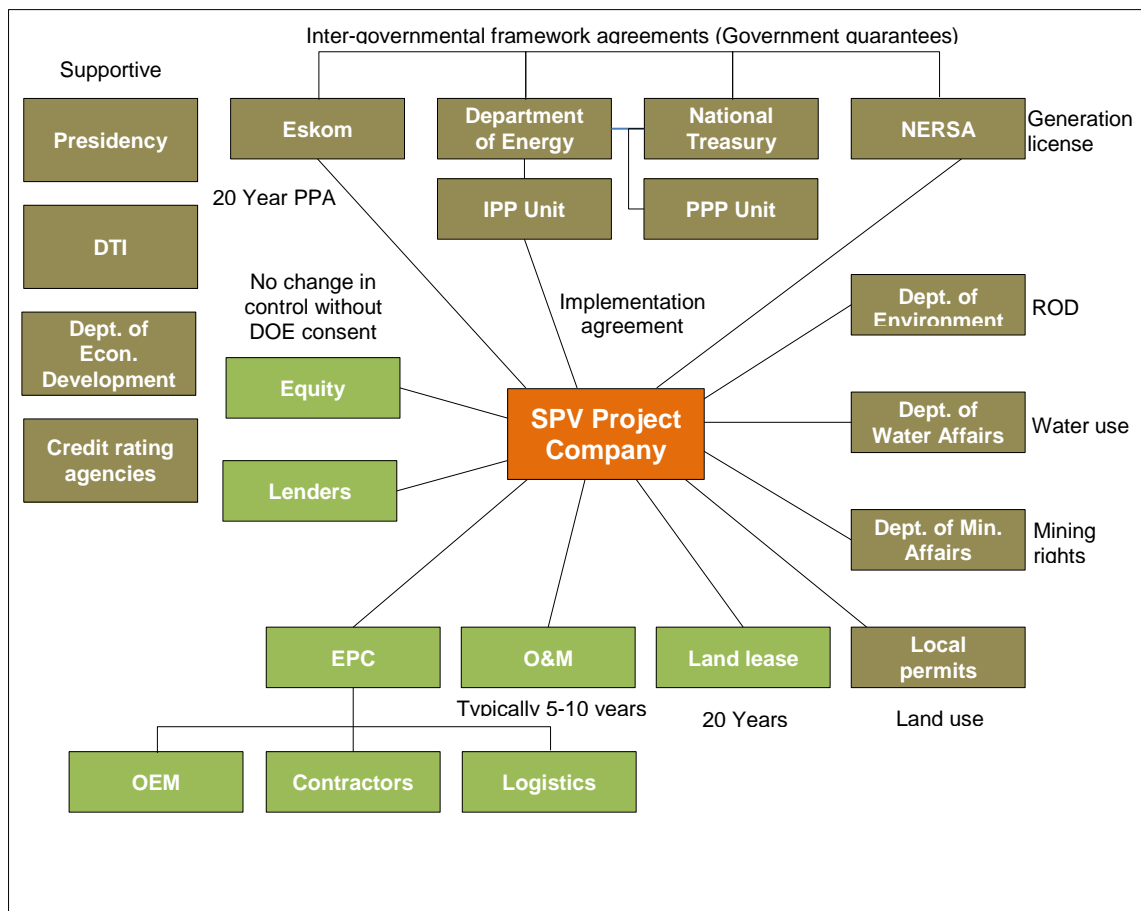 Inter-governmental framework agreements (Government guarantees)
Supportive
Presidency
DTI
Dept. of
Econ.
Development
Credit rating
agencies
Eskom
Department
of Energy
National
Treasury
NERSA
Generation
license
20 Year PPA
IPP Unit
PPP Unit
No change in
control without
DOE consent
Implementation
agreement
Dept. of
Environment
ROD
Equity
SPV Project
Company
Dept. of
Water Affairs
Water use
Lenders
Dept. of Min.
Affairs
Mining
rights
EPC
O&M
Land lease
Local
permits
Typically 5-10 years
20 Years
Land use
OEM
Contractors
Logistics